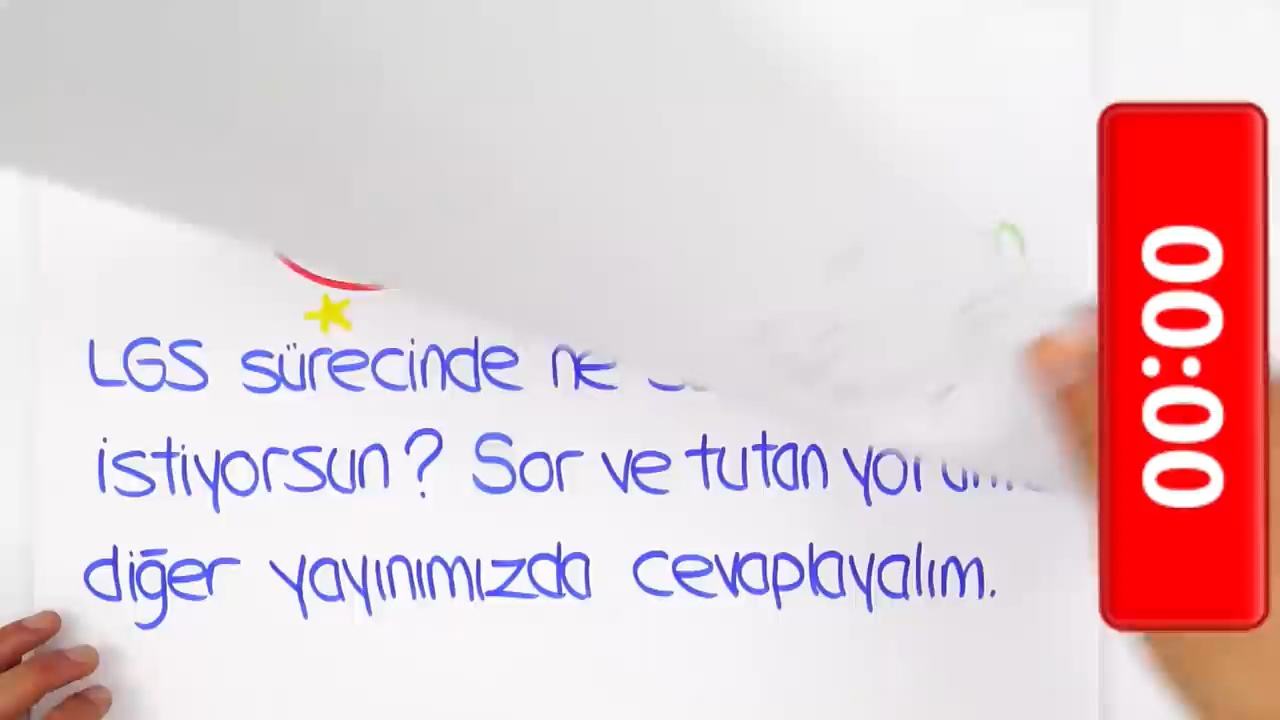 LGS sürecinde ne
istiyorsun? Sor ve tutan
diğer yayınımızda cevaplayalım.
00:00